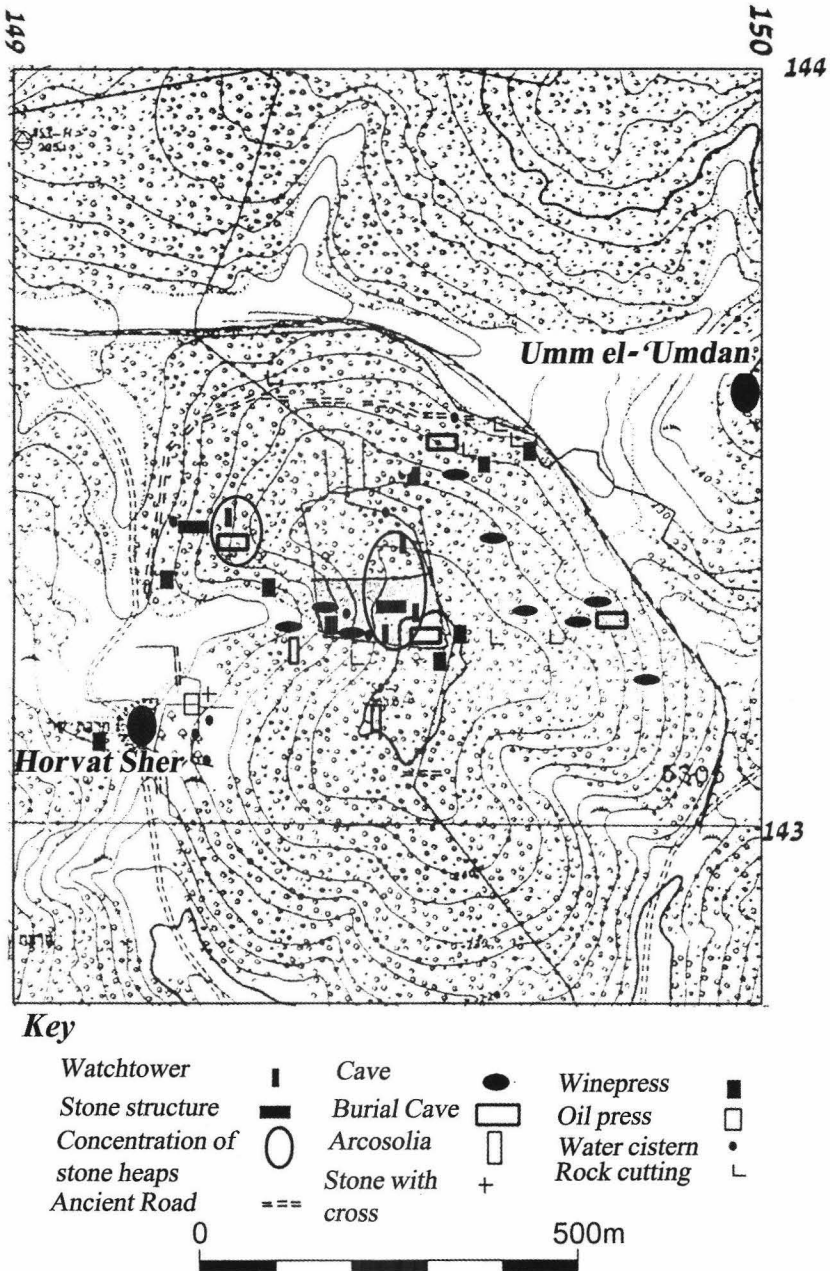 149
150
144
Umm el-‘Umdan
Horvat Sher
143
Key
Watchtower
Cave
Winepress
Stone structure
Burial Cave
Oil press
Concentration of
stone heaps
Arcosolia
Water cistern
Ancient Road
Stone with
cross
Rock cutting
0
500m